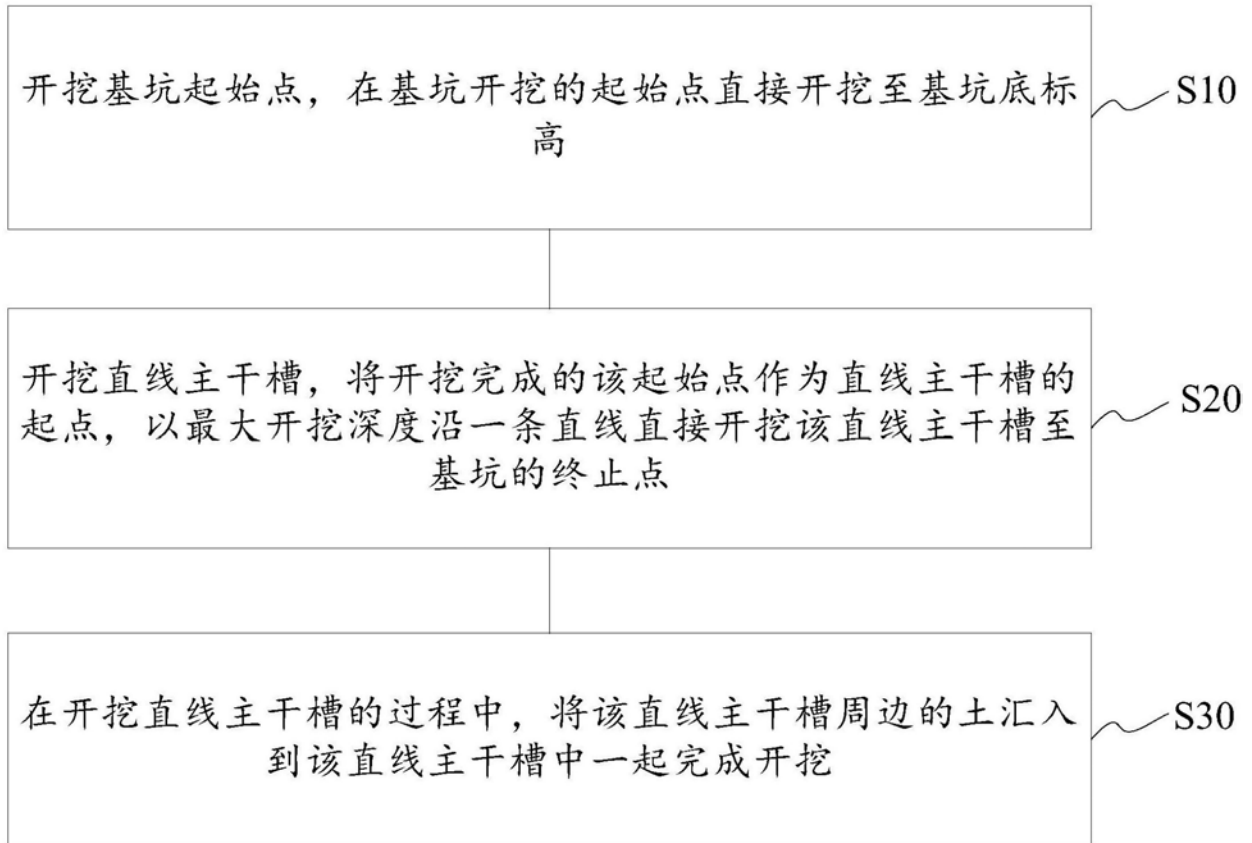 开挖基坑起始点，在基坑开挖的起始点直接开挖至基坑底标
高
S10
开挖直线主干槽，将开挖完成的该起始点作为直线主干槽的
起点，以最大开挖深度沿一条直线直接开挖该直线主干槽至
基坑的终止点
S20
在开挖直线主干槽的过程中，将该直线主干槽周边的土汇入
到该直线主干槽中一起完成开挖
S30